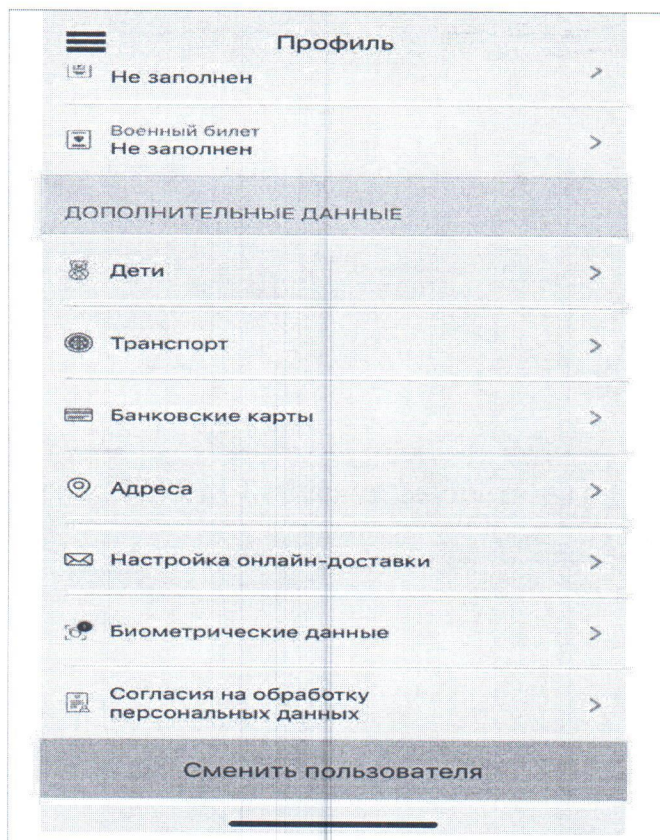 Профиль
Не заполнен
Военный билет
Не заполнен
ДОПОЛНИТЕЛЬНЫЕ ДАННЫЕ
Дети
Транспорт
Банковские карты
Адреса
Настройка онлайн-доставки
Биометрические данные
Согласия на обработку
персональных данных
Сменить пользователя